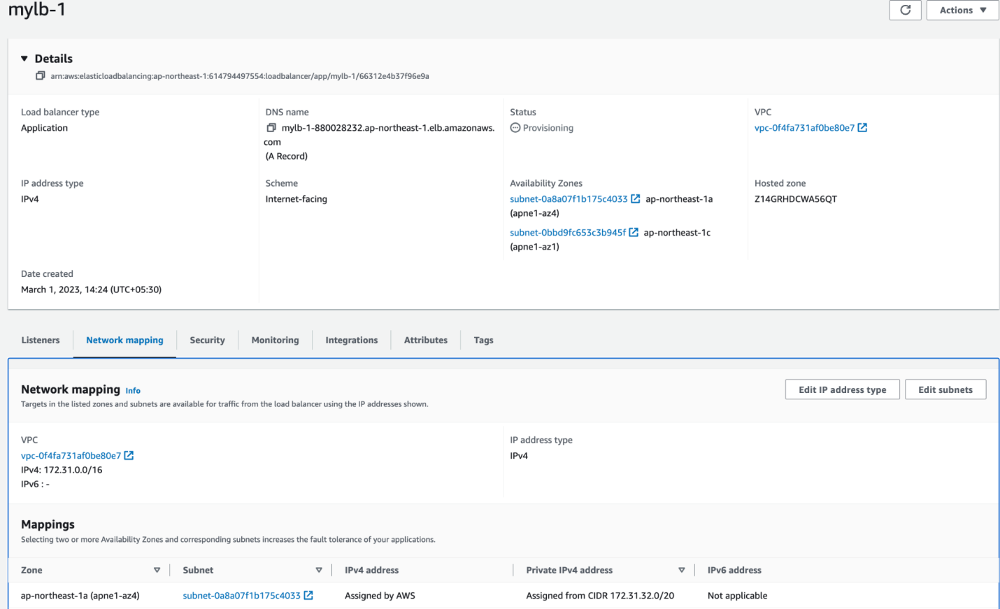 mylb-1
Actions
Details
arn:aws:elasticloadbalancing:ap-northeast-1:614794497554:loadbalancer/app/mylb-1/66312e4b37f96e9a
Load balancer type
Application
DNS name
mylb-1-880028232.ap-northeast-1.elb.amazonaws.
com
(A Record)
Status
Provisioning
VPC
vpc-0f4fa731af0be80e7
IP address type
IPv4
Scheme
Internet-facing
Availability Zones
subnet-0a8a07f1b175c4033 ap-northeast-1a
(apne1-az4)
subnet-0bbd9fc653c3b945f ap-northeast-1c
(apne1-az1)
Hosted zone
Z14GRHDCWA56QT
Date created
March 1, 2023, 14:24 (UTC+05:30)
Listeners Network mapping Security Monitoring Integrations Attributes Tags
Network mapping Info
Edit IP address type Edit subnets
Targets in the listed zones and subnets are available for traffic from the load balancer using the IP addresses shown.
VPC
vpc-0f4fa731af0be80e7
IPv4: 172.31.0.0/16
IPv6 : -
IP address type
IPv4
Mappings
Selecting two or more Availability Zones and corresponding subnets increases the fault tolerance of your applications.
Zone Subnet IPv4 address Private IPv4 address IPv6 address
ap-northeast-1a (apne1-az4) subnet-0a8a07f1b175c4033 Assigned by AWS Assigned from CIDR 172.31.32.0/20 Not applicable